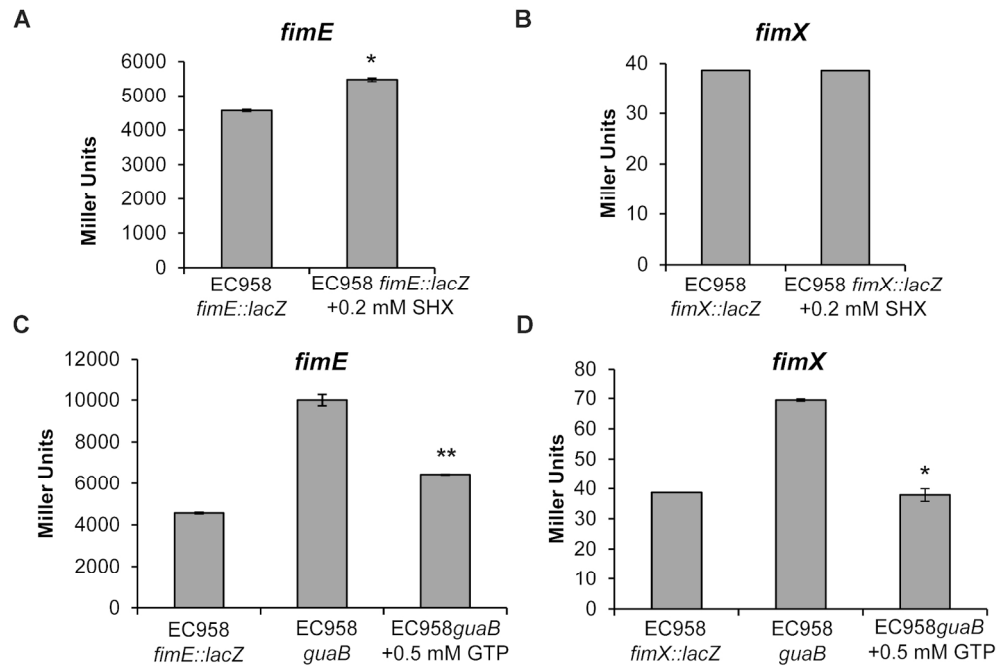 A
fimE
Miller Units
6000
5000
4000
3000
2000
1000
0
*
EC958
fimE::lacZ
EC958 fimE::lacZ
+0.2 mM SHX
B
fimX
Miller Units
40
30
20
10
0
EC958
fimX::lacZ
EC958 fimX::lacZ
+0.2 mM SHX
C
fimE
Miller Units
12000
10000
8000
6000
4000
2000
0
**
EC958
fimE::lacZ
EC958
guaB
EC958guaB
+0.5 mM GTP
D
fimX
Miller Units
80
70
60
50
40
30
20
10
0
*
EC958
fimX::lacZ
EC958
guaB
EC958guaB
+0.5 mM GTP